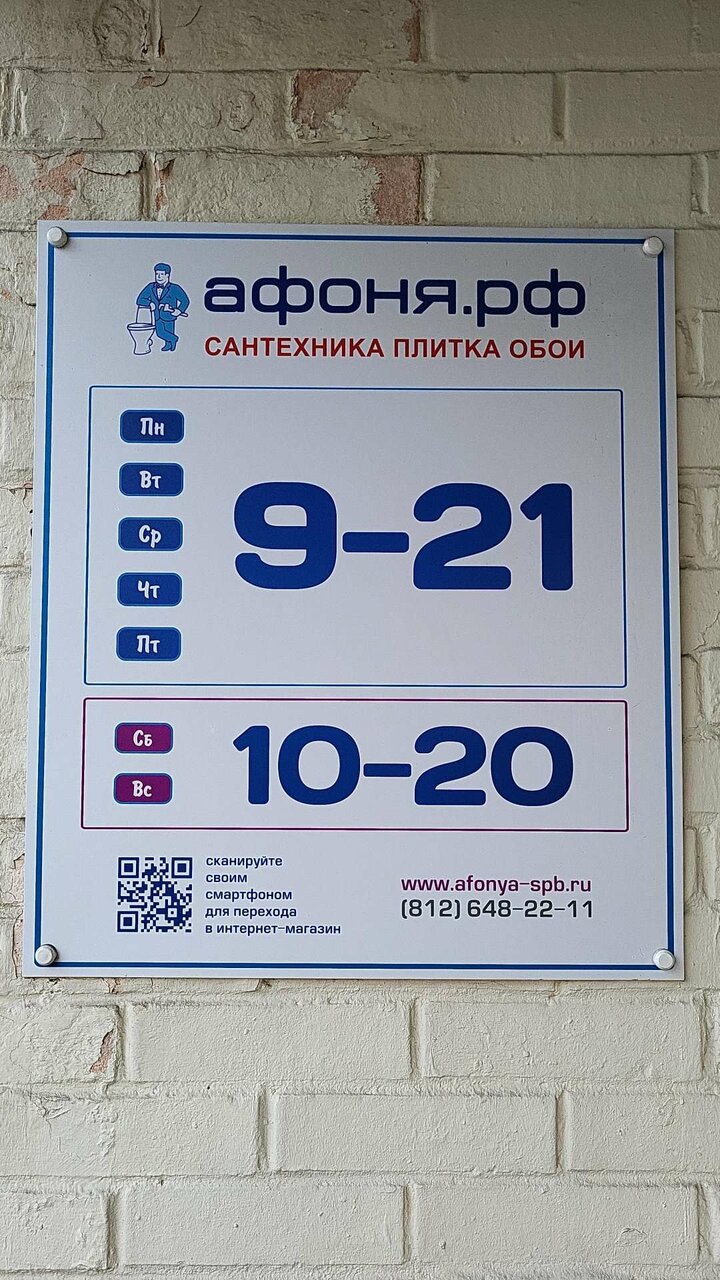 афоня.рф
САНТЕХНИКА ПЛИТКА ОБОИ
Пн
Вт
Ср
Чт
Пт
9-21
Сб
Вс
10-20
сканируйте
своим
смартфоном
для перехода
в интернет-магазин
www.afonya-spb.ru
(812) 648-22-11